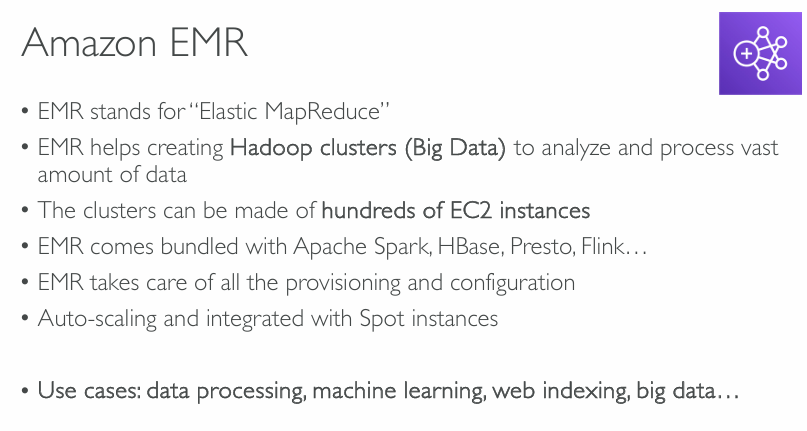 Amazon EMR
• EMR stands for “Elastic MapReduce”
• EMR helps creating Hadoop clusters (Big Data) to analyze and process vast
amount of data
• The clusters can be made of hundreds of EC2 instances
• EMR comes bundled with Apache Spark, HBase, Presto, Flink…
• EMR takes care of all the provisioning and configuration
• Auto-scaling and integrated with Spot instances
• Use cases: data processing, machine learning, web indexing, big data…